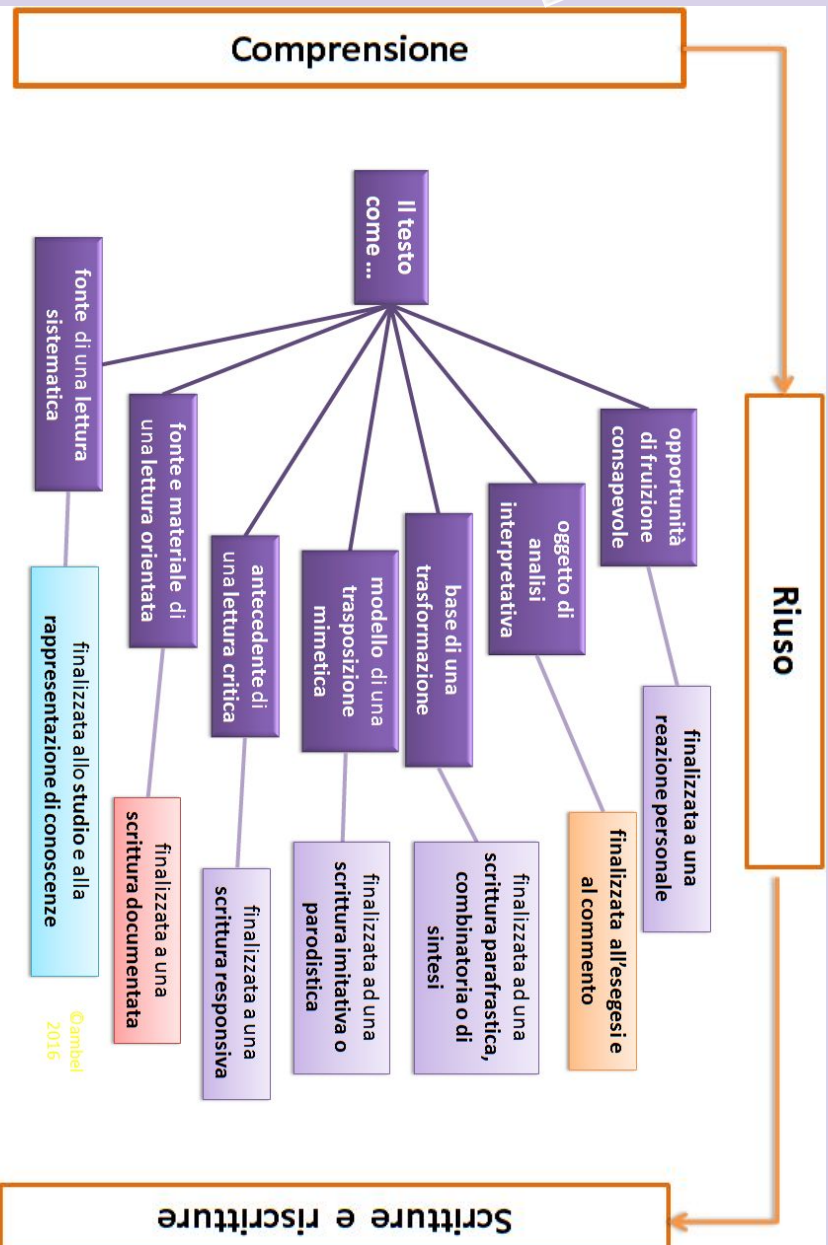 Comprensione
Riuso
Scritture e riscritture
Il testo
come ...
opportunità
di fruizione
consapevole
finalizzata a una
reazione personale
oggetto di
analisi
interpretativa
finalizzata all'esegesi e
al commento
base di una
trasformazione
finalizzata ad una
scrittura parafrastica,
combinatoria o di
sintesi
modello di una
trasposizione
mimetica
finalizzata ad una
scrittura imitativa o
parodistica
antecedente di
una lettura critica
finalizzata a una
scrittura responsiva
fonte e materiale di
una lettura orientata
finalizzata a una
scrittura documentata
fonte di una lettura
sistematica
finalizzata allo studio e alla
rappresentazione di conoscenze
©ambel
2016